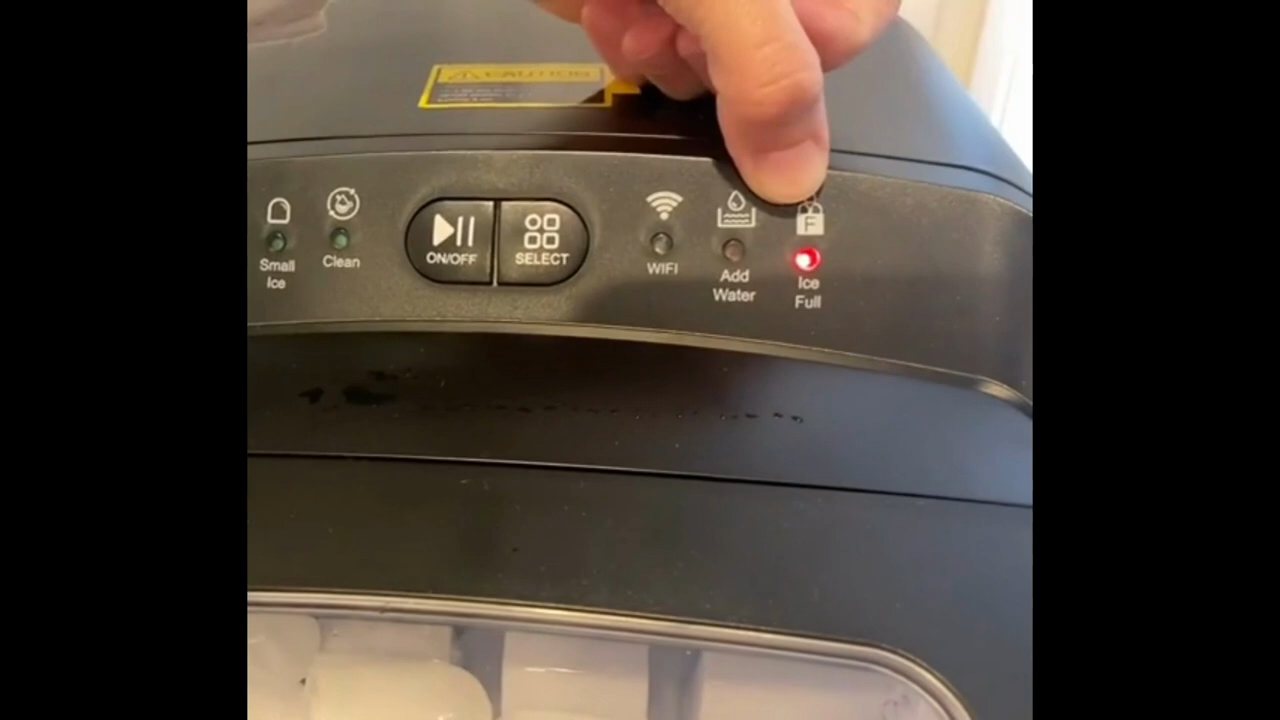 CAUTION
Small
Ice
Clean
ON/OFF
SELECT
WIFI
Add
Water
F
Ice
Full